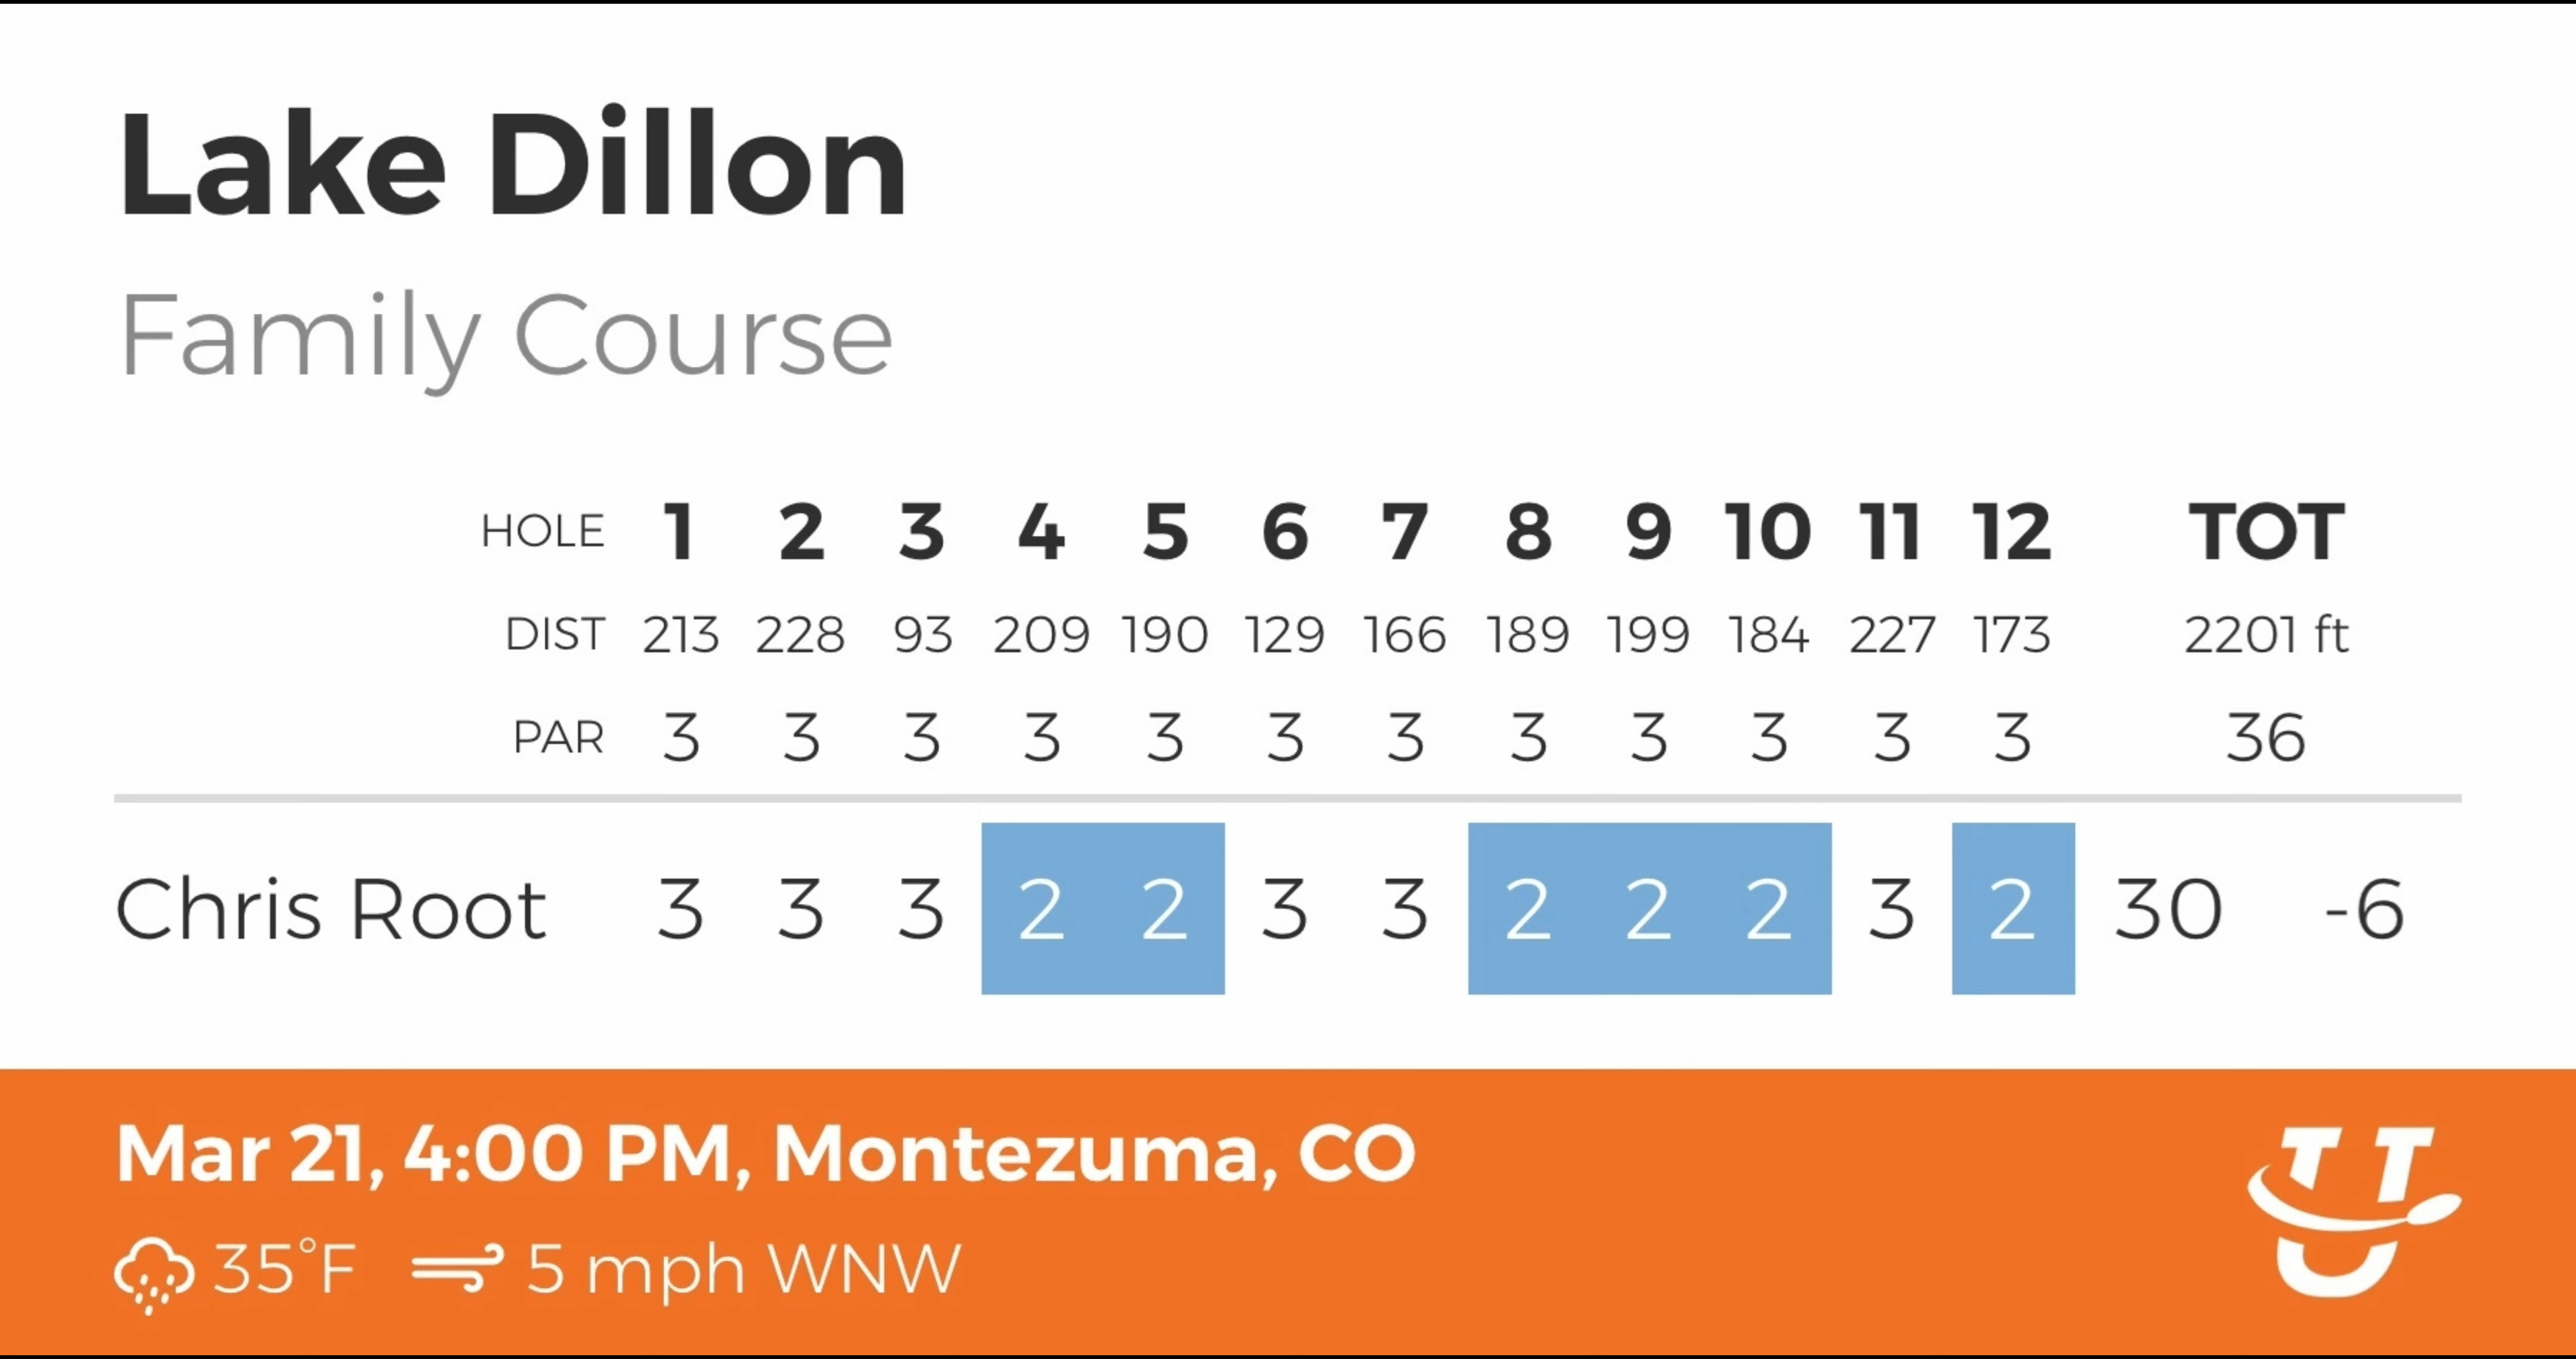 Lake Dillon
Family Course
HOLE 1 2 3 4 5 6 7 8 9 10 11 12 TOT
DIST 213 228 93 209 190 129 166 189 199 184 227 173 2201 ft
PAR 3 3 3 3 3 3 3 3 3 3 3 3 36
Chris Root 3 3 3 2 2 3 3 2 2 2 3 2 30 -6
Mar 21, 4:00 PM, Montezuma, CO
35°F 5 mph WNW